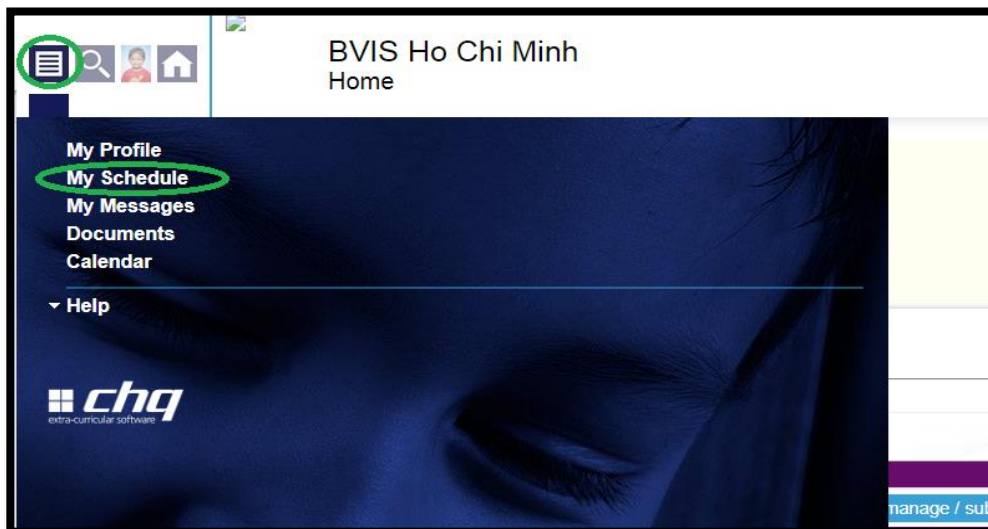 BVIS Ho Chi Minh
Home
My Profile
My Schedule
My Messages
Documents
Calendar
Help
chq
extra-curricular software
manage / sub